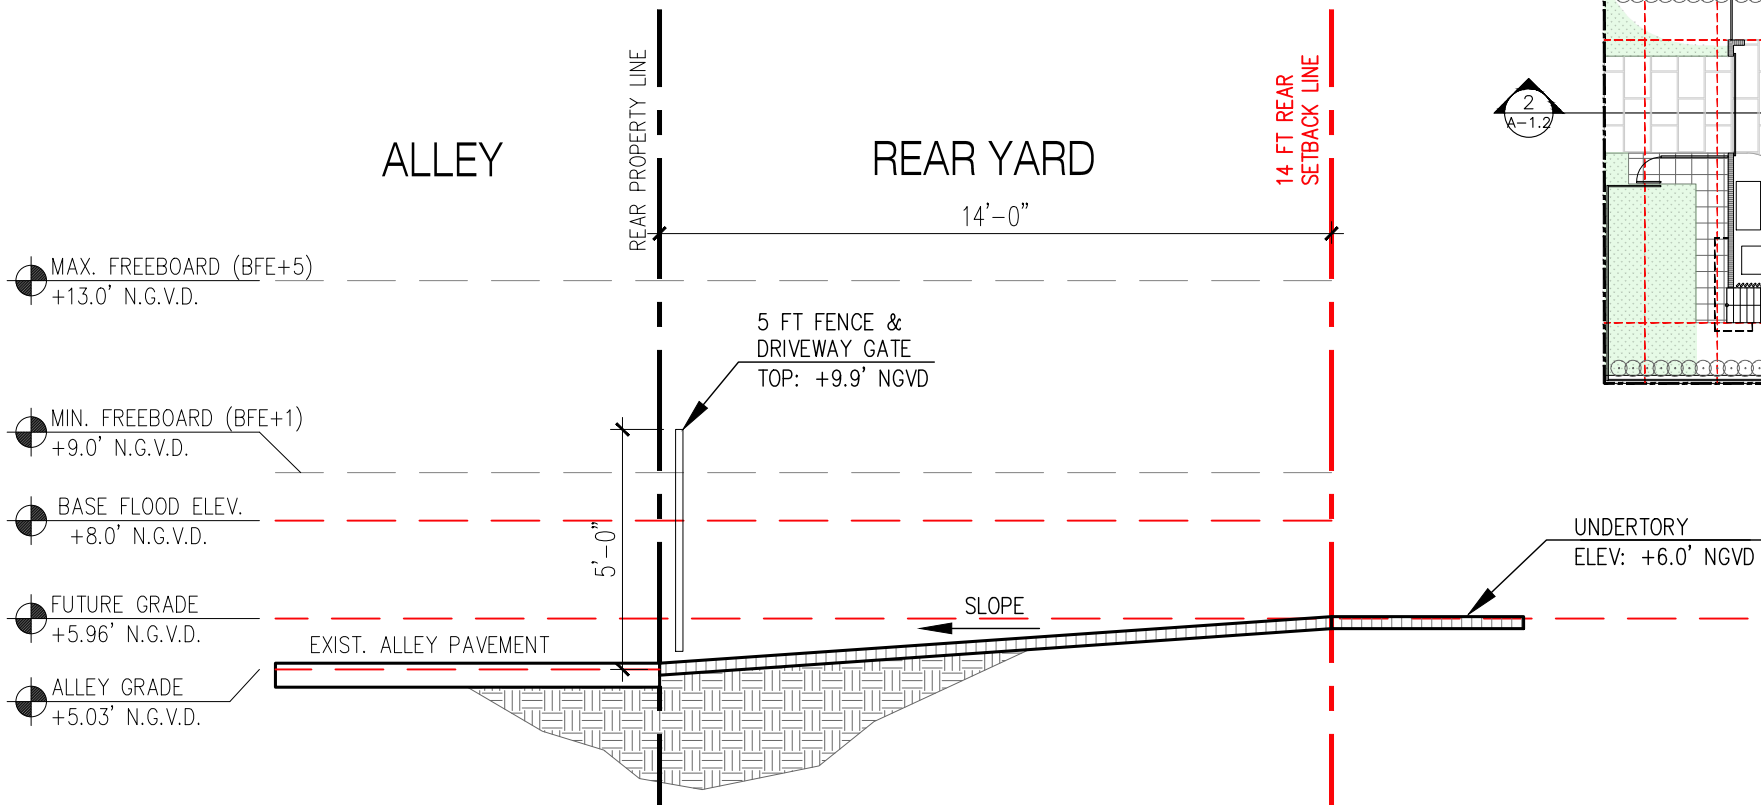 REAR PROPERTY LINE
14 FT REAR
SETBACK LINE
2
A-1.2
ALLEY
REAR YARD
14'-0"
MAX. FREEBOARD (BFE+5)
+13.0' N.G.V.D.
5 FT FENCE &
DRIVEWAY GATE
TOP: +9.9' NGVD
MIN. FREEBOARD (BFE+1)
+9.0' N.G.V.D.
BASE FLOOD ELEV.
+8.0' N.G.V.D.
5'-0"
UNDERTORY
ELEV: +6.0' NGVD
FUTURE GRADE
+5.96' N.G.V.D.
SLOPE
EXIST. ALLEY PAVEMENT
ALLEY GRADE
+5.03' N.G.V.D.